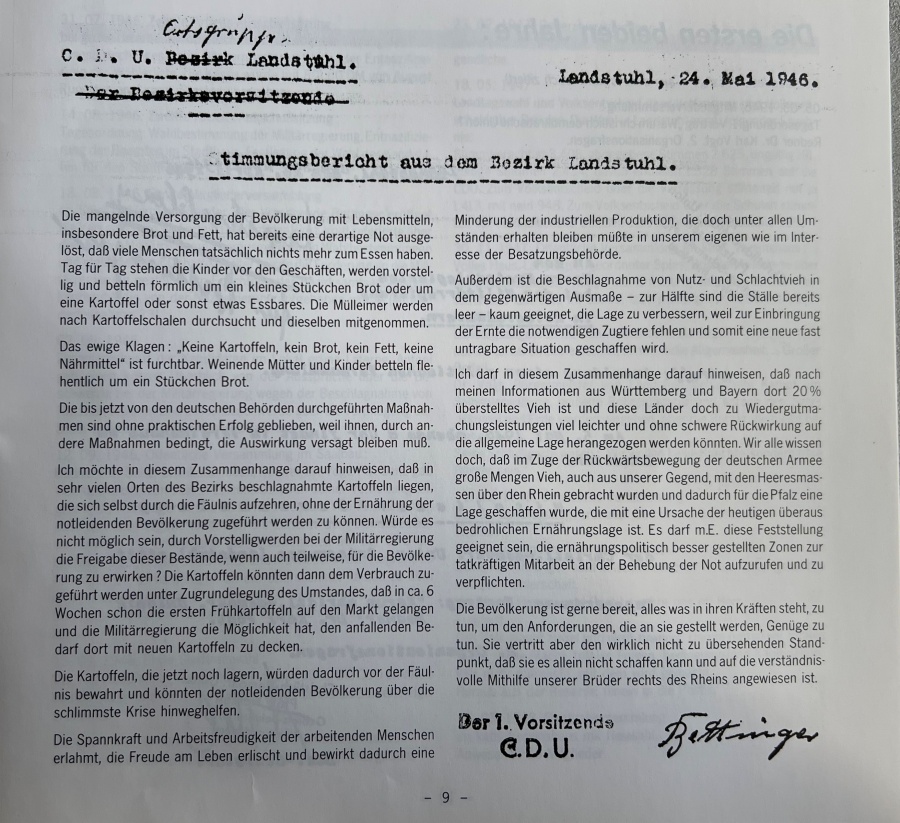 Ortsgruppe.
C. D. U. Bezirk Landstuhl.
Der Bezirksvorsitzende
Landstuhl, 24. Mai 1946.
Stimmungsbericht aus dem Bezirk Landstuhl.
Die mangelnde Versorgung der Bevölkerung mit Lebensmitteln,
insbesondere Brot und Fett, hat bereits eine derartige Not ausge-
löst, daß viele Menschen tatsächlich nichts mehr zum Essen haben.
Tag für Tag stehen die Kinder vor den Geschäften, werden vorstel-
lig und betteln förmlich um ein kleines Stückchen Brot oder um
eine Kartoffel oder sonst etwas Essbares. Die Mülleimer werden
nach Kartoffelschalen durchsucht und dieselben mitgenommen.
Das ewige Klagen: „Keine Kartoffeln, kein Brot, kein Fett, keine
Nährmittel" ist furchtbar. Weinende Mütter und Kinder betteln fle-
hentlich um ein Stückchen Brot.
Die bis jetzt von den deutschen Behörden durchgeführten Maßnah-
men sind ohne praktischen Erfolg geblieben, weil ihnen, durch an-
dere Maßnahmen bedingt, die Auswirkung versagt bleiben muß.
Ich möchte in diesem Zusammenhange darauf hinweisen, daß in
sehr vielen Orten des Bezirks beschlagnahmte Kartoffeln liegen,
die sich selbst durch die Fäulnis aufzehren, ohne der Ernährung der
notleidenden Bevölkerung zugeführt werden zu können. Würde es
nicht möglich sein, durch Vorstelligwerden bei der Militärregierung
die Freigabe dieser Bestände, wenn auch teilweise, für die Bevölke-
rung zu erwirken? Die Kartoffeln könnten dann dem Verbrauch zu-
geführt werden unter Zugrundelegung des Umstandes, daß in ca. 6
Wochen schon die ersten Frühkartoffeln auf den Markt gelangen
und die Militärregierung die Möglichkeit hat, den anfallenden Be-
darf dort mit neuen Kartoffeln zu decken.
Die Kartoffeln, die jetzt noch lagern, würden dadurch vor der Fäul-
nis bewahrt und könnten der notleidenden Bevölkerung über die
schlimmste Krise hinweghelfen.
Die Spannkraft und Arbeitsfreudigkeit der arbeitenden Menschen
erlahmt, die Freude am Leben erlischt und bewirkt dadurch eine
Minderung der industriellen Produktion, die doch unter allen Um-
ständen erhalten bleiben müßte in unserem eigenen wie im Inter-
esse der Besatzungsbehörde.
Außerdem ist die Beschlagnahme von Nutz- und Schlachtvieh in
dem gegenwärtigen Ausmaße – zur Hälfte sind die Ställe bereits
leer – kaum geeignet, die Lage zu verbessern, weil zur Einbringung
der Ernte die notwendigen Zugtiere fehlen und somit eine neue fast
untragbare Situation geschaffen wird.
Ich darf in diesem Zusammenhange darauf hinweisen, daß nach
meinen Informationen aus Württemberg und Bayern dort 20%
überstelltes Vieh ist und diese Länder doch zu Wiedergutma-
chungsleistungen viel leichter und ohne schwere Rückwirkung auf
die allgemeine Lage herangezogen werden könnten. Wir alle wissen
doch, daß im Zuge der Rückwärtsbewegung der deutschen Armee
große Mengen Vieh, auch aus unserer Gegend, mit den Heeresmas-
sen über den Rhein gebracht wurden und dadurch für die Pfalz eine
Lage geschaffen wurde, die mit eine Ursache der heutigen überaus
bedrohlichen Ernährungslage ist. Es darf m.E. diese Feststellung
geeignet sein, die ernährungspolitisch besser gestellten Zonen zur
tatkräftigen Mitarbeit an der Behebung der Not aufzurufen und zu
verpflichten.
Die Bevölkerung ist gerne bereit, alles was in ihren Kräften steht, zu
tun, um den Anforderungen, die an sie gestellt werden, Genüge zu
tun. Sie vertritt aber den wirklich nicht zu übersehenden Stand-
punkt, daß sie es allein nicht schaffen kann und auf die verständnis-
volle Mithilfe unserer Brüder rechts des Rheins angewiesen ist.
Der 1. Vorsitzende
C.D.U.
Bettinger
- 9 -